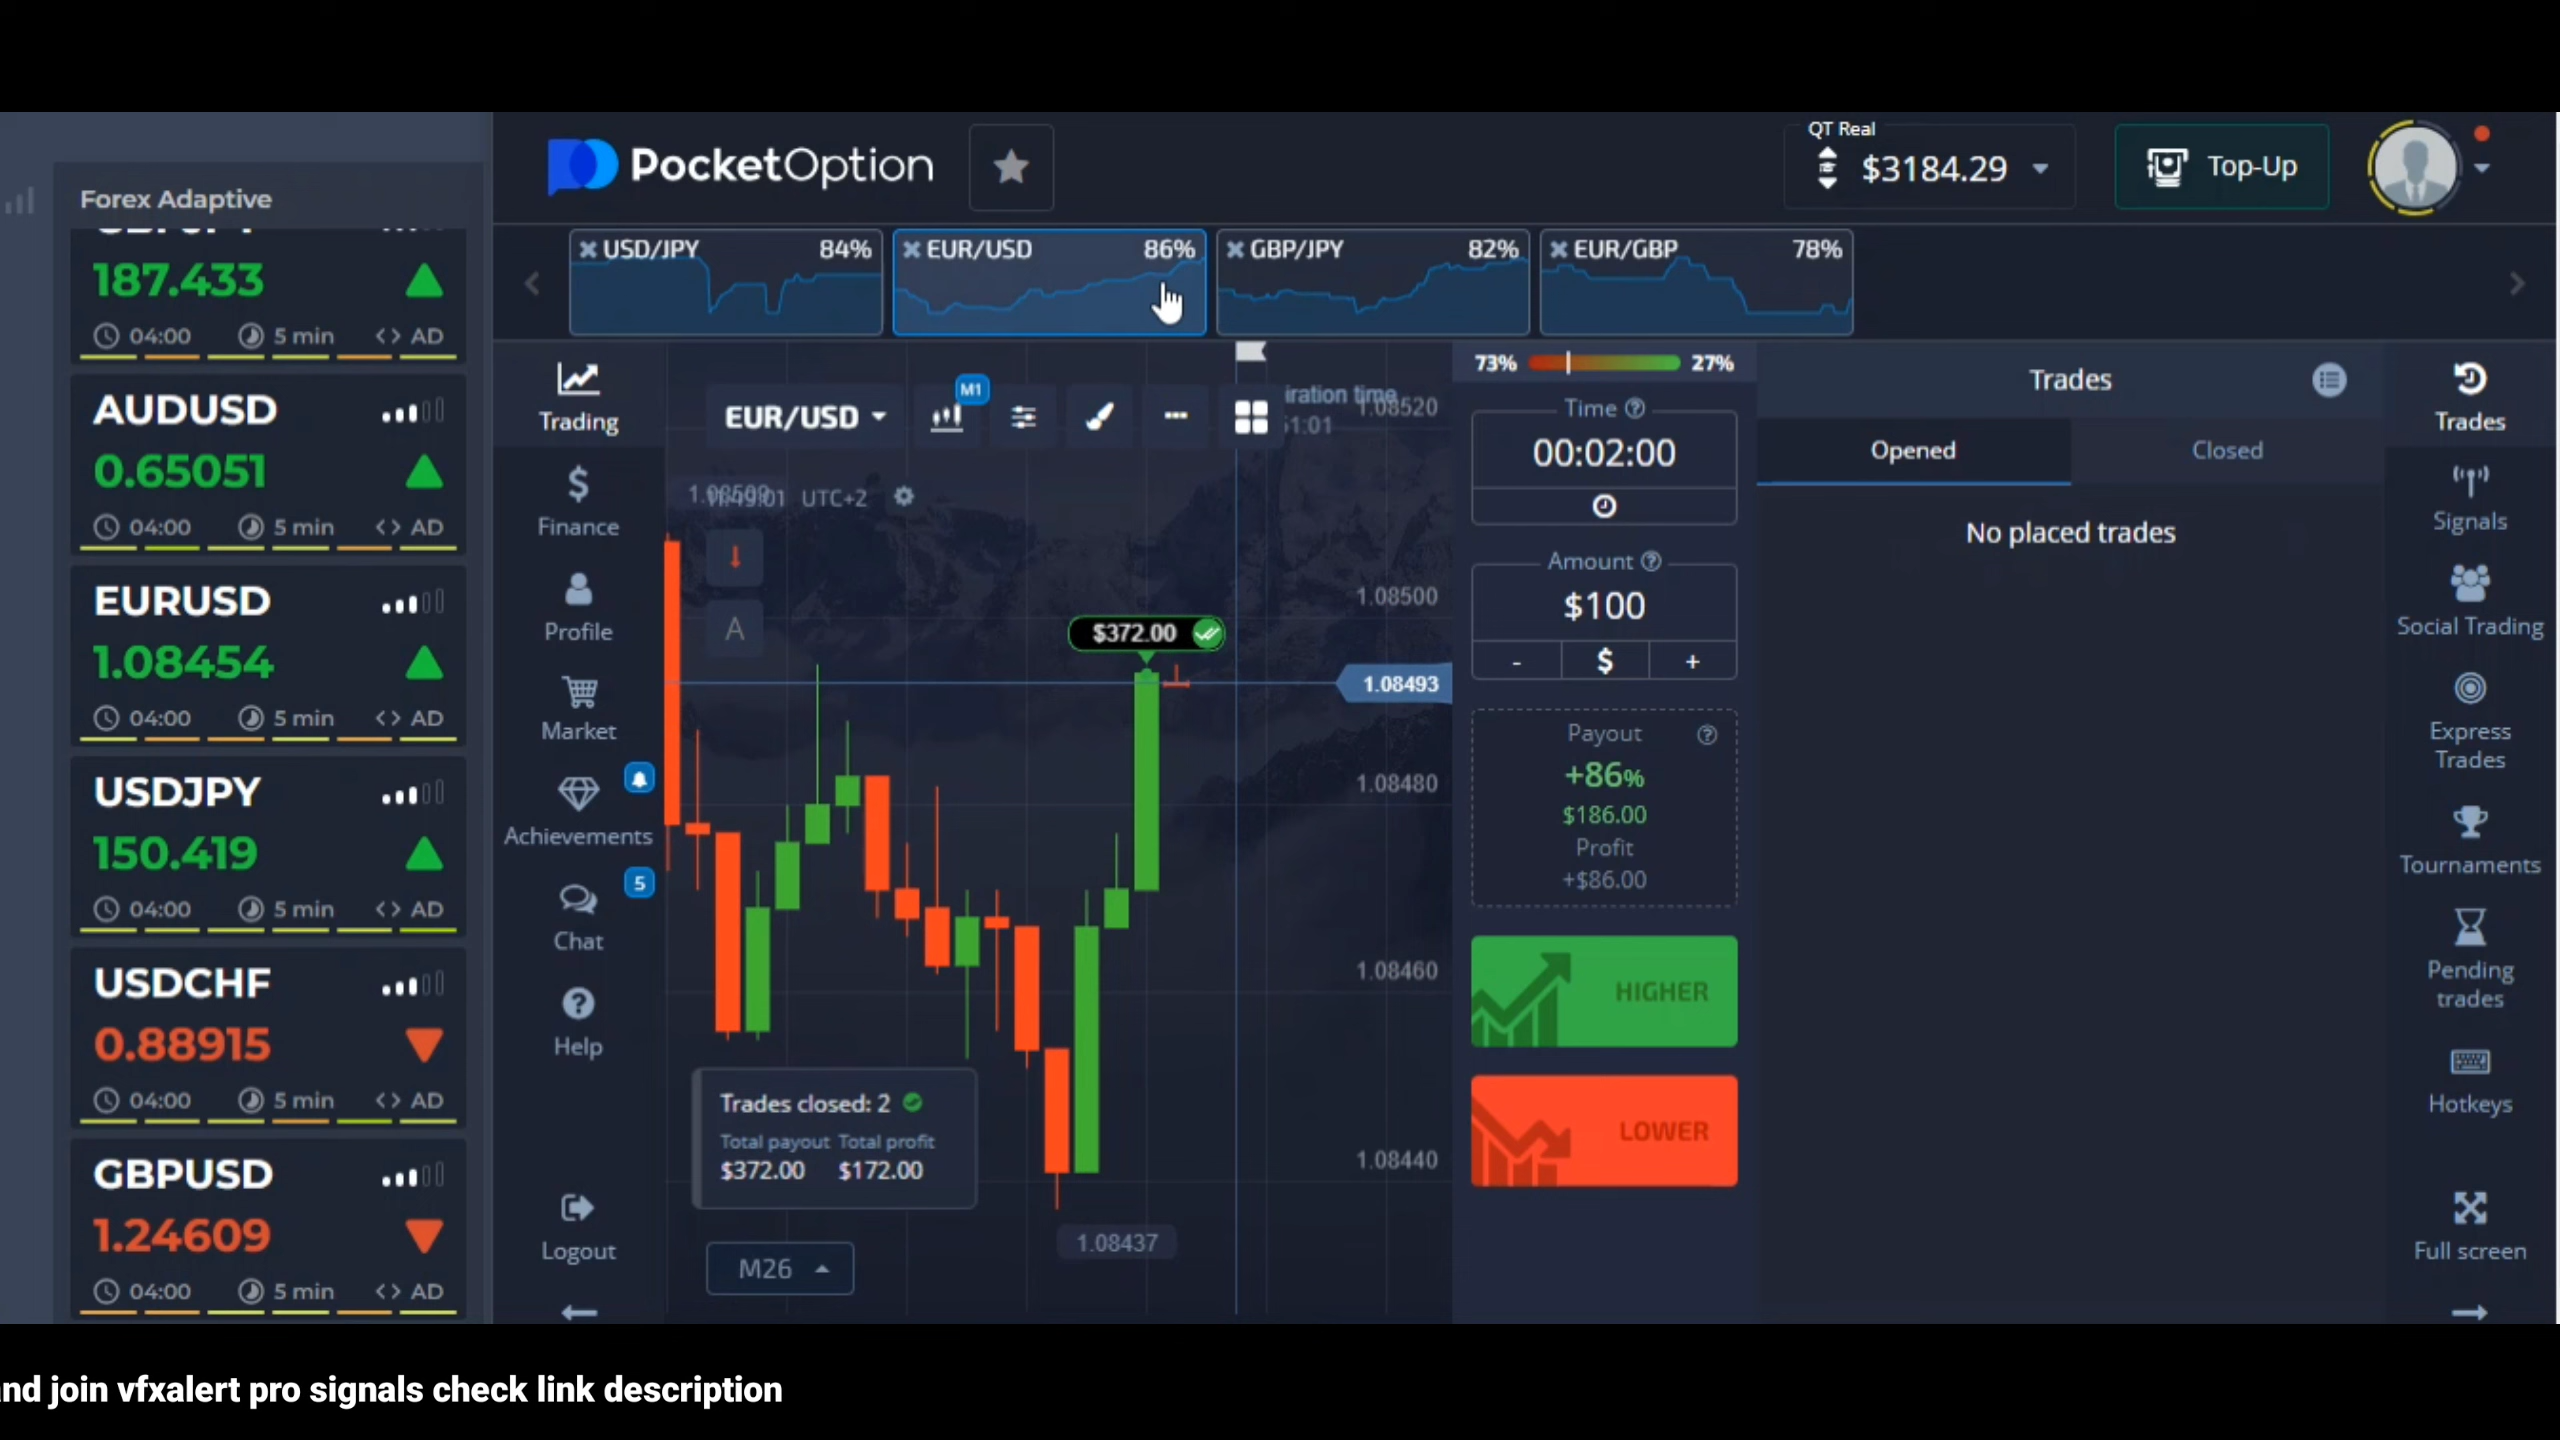 PocketOption
QT Real
$3184.29
Top-Up
Forex Adaptive
187.433
04:00 5 min <> AD
AUDUSD
0.65051
04:00 5 min <> AD
EURUSD
1.08454
04:00 5 min <> AD
USDJPY
150.419
04:00 5 min <> AD
USDCHF
0.88915
04:00 5 min <> AD
GBPUSD
1.24609
04:00 5 min <> AD
USD/JPY 84%
EUR/USD 86%
GBP/JPY 82%
EUR/GBP 78%
Trading
Finance
Profile
Market
Achievements
5
Chat
Help
Logout
EUR/USD
M1
iration time
UTC+2
A
$372.00
1.08520
1.08500
1.08493
1.08480
1.08460
1.08440
1.08437
Trades closed: 2
Total payout Total profit
$372.00 $172.00
M26
73% 27%
Time
00:02:00
Amount
$100
- $ +
Payout
+86%
$186.00
Profit
+$86.00
HIGHER
LOWER
Trades
Opened Closed
No placed trades
Trades
Signals
Social Trading
Express
Trades
Tournaments
Pending
trades
Hotkeys
Full screen
join vfxalert pro signals check link description